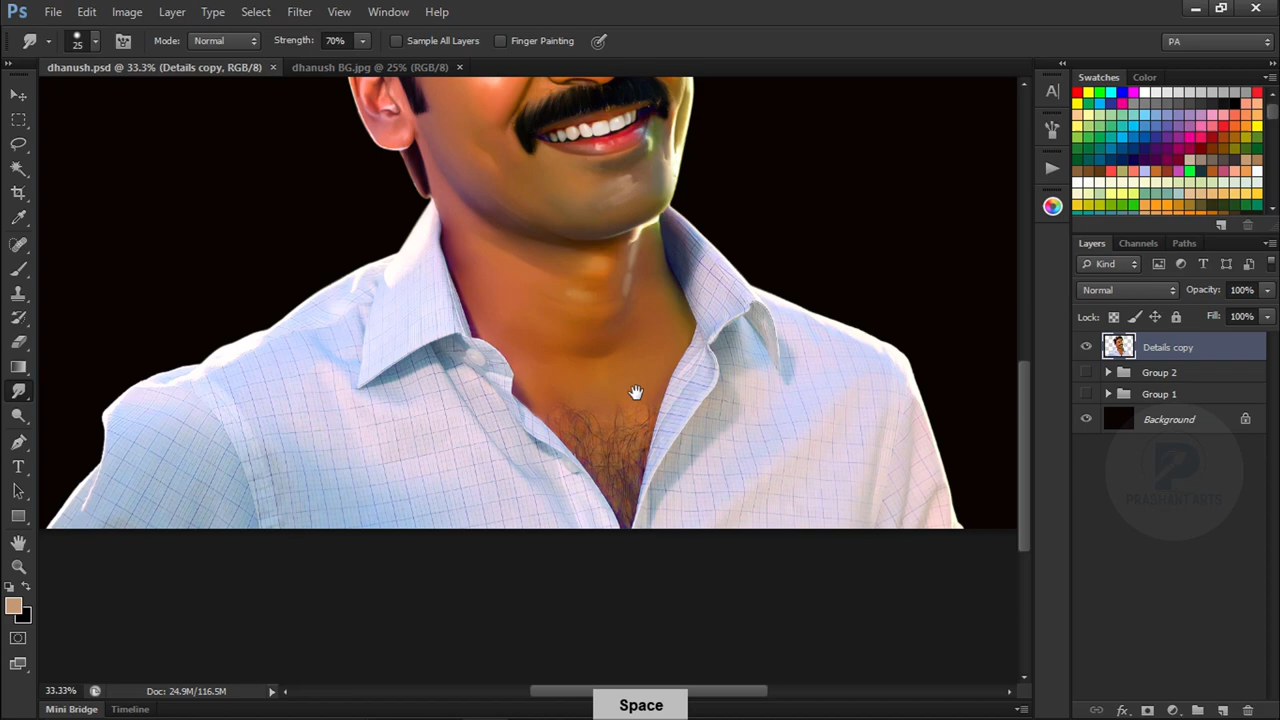 Ps File Edit Image Layer Type Select Filter View Window Help
25 Mode: Normal Strength: 70% Sample All Layers Finger Painting PA
dhanush.psd @ 33.3% (Details copy, RGB/8) × dhanush BG.jpg @ 25% (RGB/8) ×
Swatches Color
Layers Channels Paths
Kind
Normal Opacity: 100%
Lock: Fill: 100%
Details copy
Group 2
Group 1
Background
PRASHANT ARTS
33.33% Doc: 24.9M/116.5M
Space
Mini Bridge Timeline